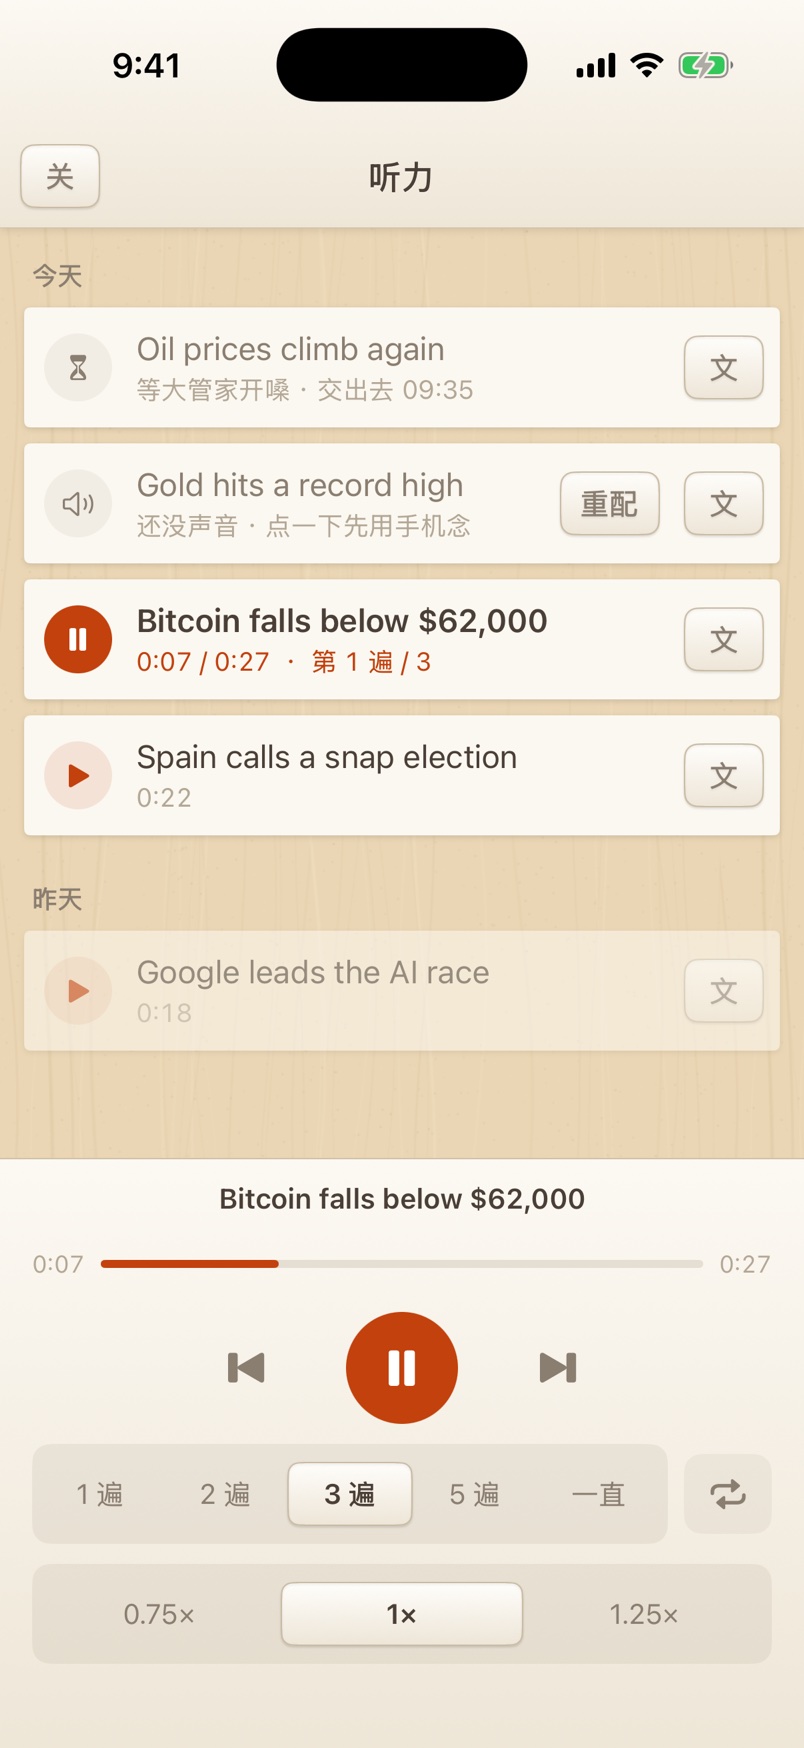 9:41
关
听力
今天
Oil prices climb again
等大管家开嗓 · 交出去 09:35
文
Gold hits a record high
还没声音 · 点一下先用手机念
重配
文
Bitcoin falls below $62,000
0:07 / 0:27 · 第 1 遍 / 3
文
Spain calls a snap election
0:22
文
昨天
Google leads the AI race
0:18
文
Bitcoin falls below $62,000
0:07
0:27
1 遍
2 遍
3 遍
5 遍
一直
0.75×
1×
1.25×